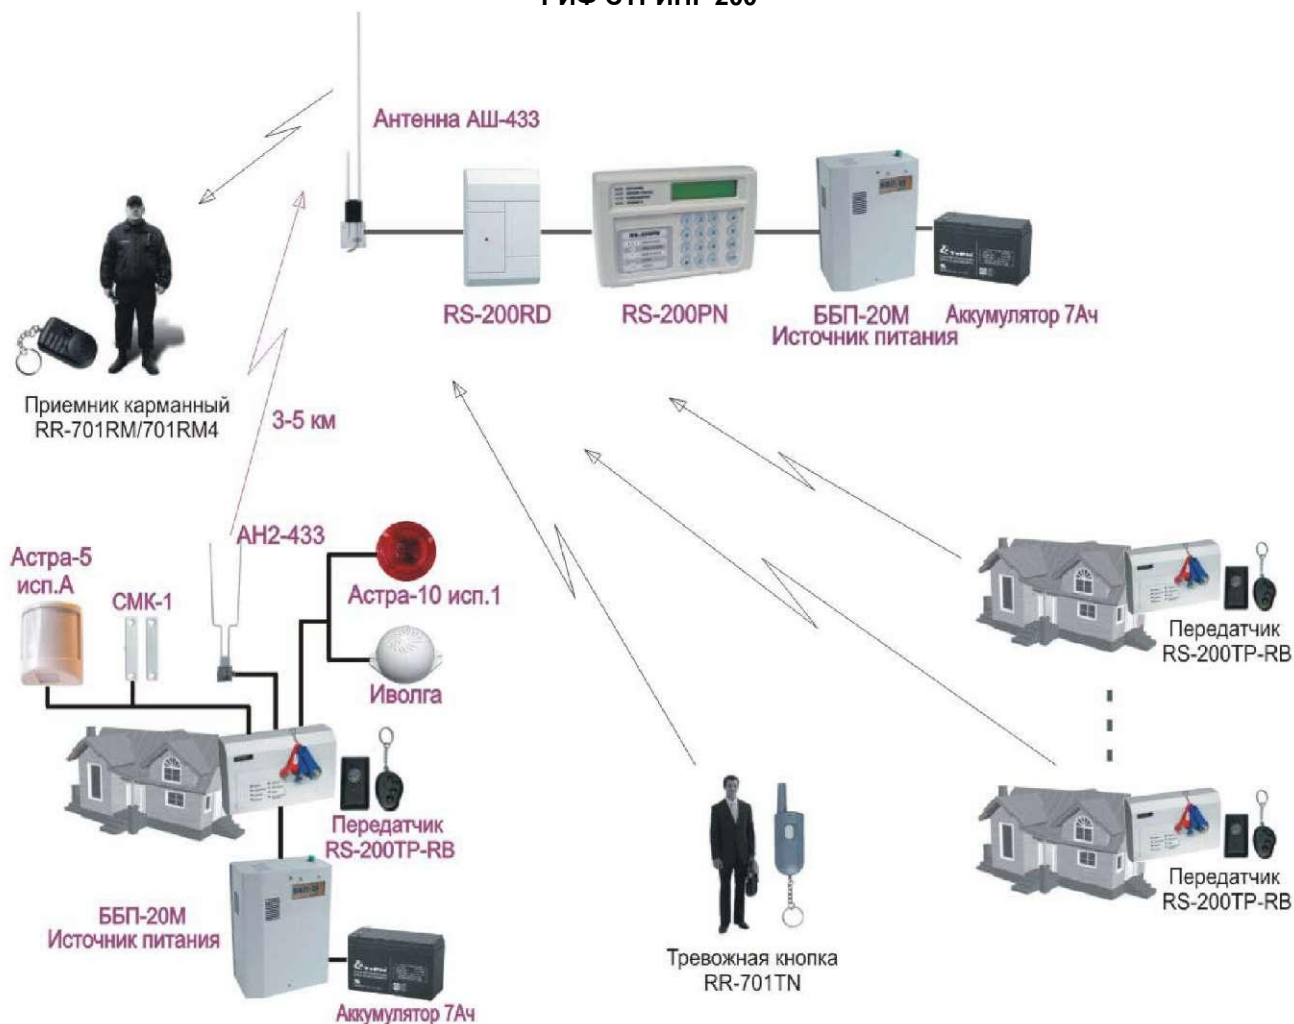 Антенна АШ-433
RS-200RD
RS-200PN
ББП-20М
Источник питания
Аккумулятор 7Ач
Приемник карманный
RR-701RM/701RM4
3-5 км
АН2-433
Астра-5
исп.А
СМК-1
Астра-10 исп.1
Иволга
Передатчик
RS-200TP-RB
Передатчик
RS-200TP-RB
ББП-20М
Источник питания
Аккумулятор 7Ач
Тревожная кнопка
RR-701TN
Передатчик
RS-200TP-RB